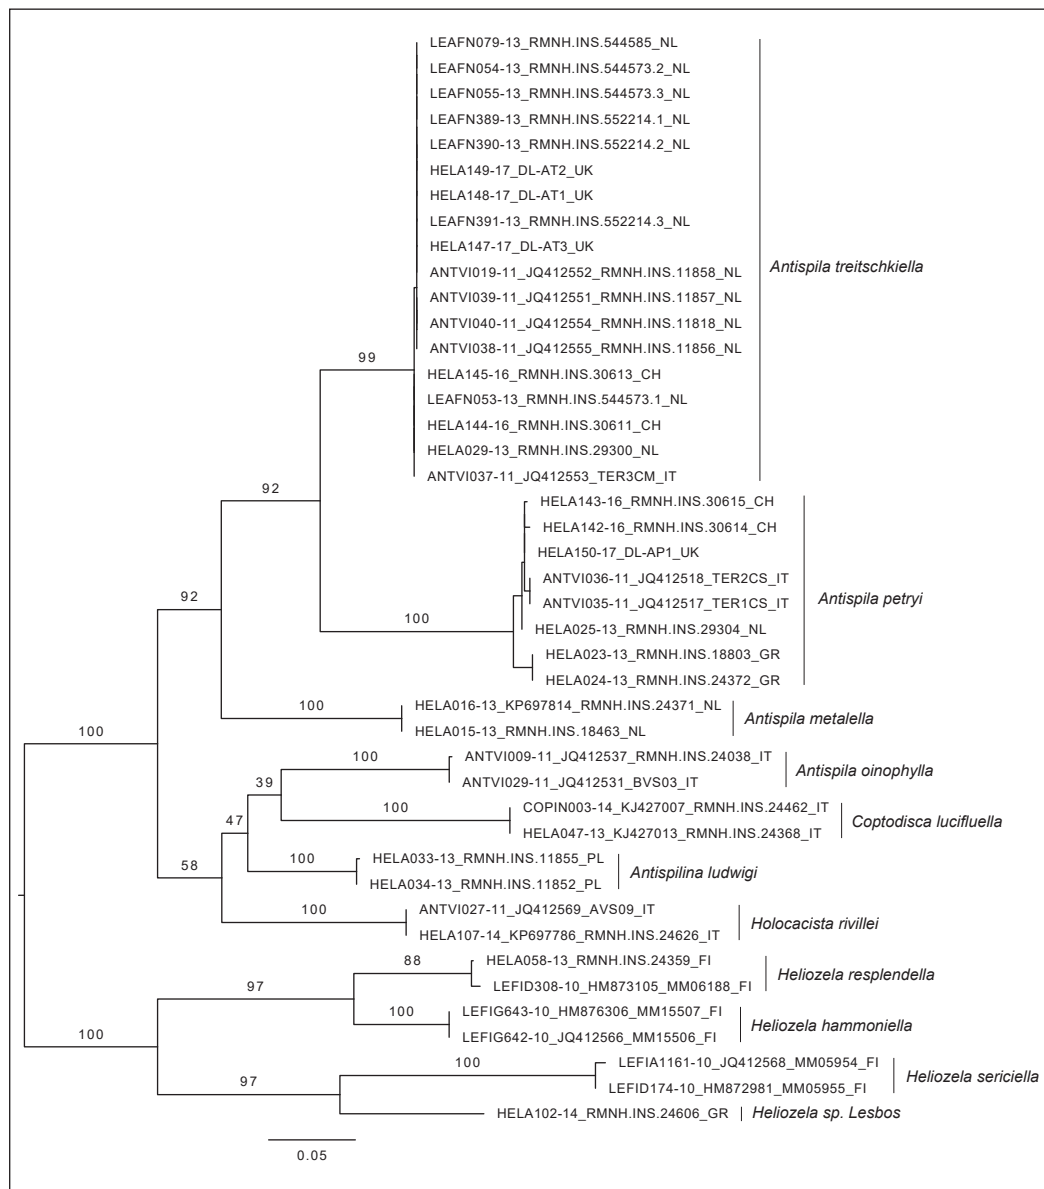 LEAFN079-13_RMNH.INS.544585_NL
LEAFN054-13_RMNH.INS.544573.2_NL
LEAFN055-13_RMNH.INS.544573.3_NL
LEAFN389-13_RMNH.INS.552214.1_NL
LEAFN390-13_RMNH.INS.552214.2_NL
HELA149-17_DL-AT2_UK
HELA148-17_DL-AT1_UK
LEAFN391-13_RMNH.INS.552214.3_NL
HELA147-17_DL-AT3_UK
Antispila treitschkiella
ANTVI019-11_JQ412552_RMNH.INS.11858_NL
ANTVI039-11_JQ412551_RMNH.INS.11857_NL
ANTVI040-11_JQ412554_RMNH.INS.11818_NL
ANTVI038-11_JQ412555_RMNH.INS.11856_NL
99
HELA145-16_RMNH.INS.30613_CH
LEAFN053-13_RMNH.INS.544573.1_NL
HELA144-16_RMNH.INS.30611_CH
HELA029-13_RMNH.INS.29300_NL
ANTVI037-11_JQ412553_TER3CM_IT
92
HELA143-16_RMNH.INS.30615_CH
HELA142-16_RMNH.INS.30614_CH
HELA150-17_DL-AP1_UK
ANTVI036-11_JQ412518_TER2CS_IT
Antispila petryi
92
ANTVI035-11_JQ412517_TER1CS_IT
100
HELA025-13_RMNH.INS.29304_NL
HELA023-13_RMNH.INS.18803_GR
HELA024-13_RMNH.INS.24372_GR
100
HELA016-13_KP697814_RMNH.INS.24371_NL
Antispila metalella
HELA015-13_RMNH.INS.18463_NL
100
100
ANTVI009-11_JQ412537_RMNH.INS.24038_IT
Antispila oinophylla
39
ANTVI029-11_JQ412531_BVS03_IT
100
COPIN003-14_KJ427007_RMNH.INS.24462_IT
Coptodisca lucifluella
47
HELA047-13_KJ427013_RMNH.INS.24368_IT
58
100
HELA033-13_RMNH.INS.11855_PL
Antispilina ludwigi
HELA034-13_RMNH.INS.11852_PL
100
ANTVI027-11_JQ412569_AVS09_IT
Holocacista rivillei
HELA107-14_KP697786_RMNH.INS.24626_IT
88
HELA058-13_RMNH.INS.24359_FI
Heliozela resplendella
97
LEFID308-10_HM873105_MM06188_FI
100
LEFIG643-10_HM876306_MM15507_FI
Heliozela hammoniella
LEFIG642-10_JQ412566_MM15506_FI
100
100
LEFIA1161-10_JQ412568_MM05954_FI
Heliozela sericiella
97
LEFID174-10_HM872981_MM05955_FI
HELA102-14_RMNH.INS.24606_GR
Heliozela sp. Lesbos
0.05